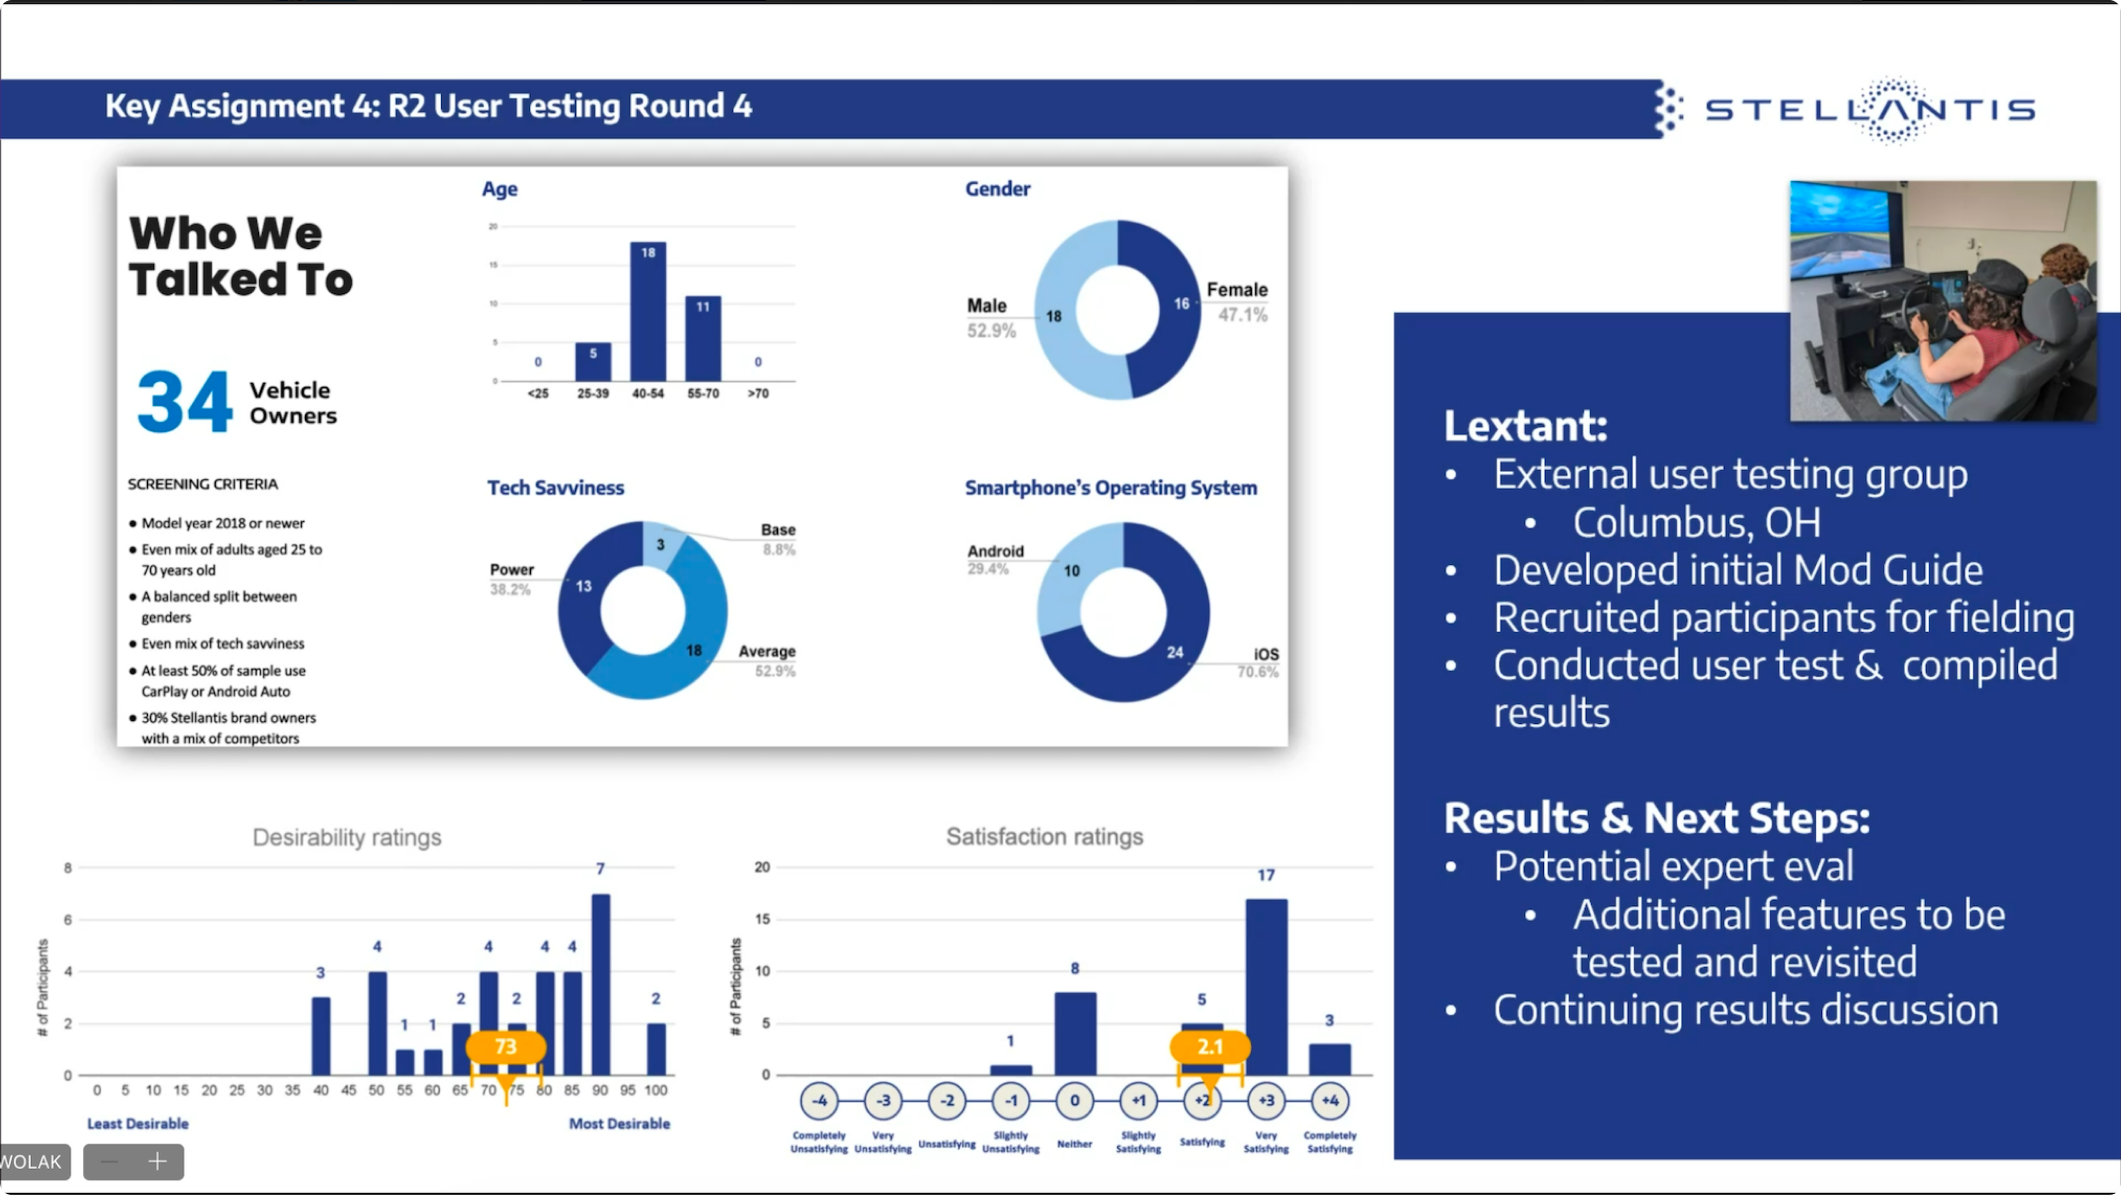 Key Assignment 4: R2 User Testing Round 4
STELLANTIS
Who We
Talked To
34
Vehicle
Owners
SCREENING CRITERIA
● Model year 2018 or newer
● Even mix of adults aged 25 to
70 years old
● A balanced split between
genders
● Even mix of tech savviness
● At least 50% of sample use
CarPlay or Android Auto
● 30% Stellantis brand owners
with a mix of competitors
Age
20
15
10
5
0
0
5
18
11
0
<25 25-39 40-54 55-70 >70
Gender
Male
52.9%
18
16
Female
47.1%
Tech Savviness
Base
8.8%
3
Power
38.2%
13
18
Average
52.9%
Smartphone's Operating System
Android
29.4%
10
24
iOS
70.6%
Lextant:
• External user testing group
• Columbus, OH
• Developed initial Mod Guide
• Recruited participants for fielding
• Conducted user test & compiled
results
Results & Next Steps:
• Potential expert eval
• Additional features to be
tested and revisited
• Continuing results discussion
Desirability ratings
# of Participants
8
6
4
2
0
3 4 1 1 2 4 2 4 4 7 2
73
0 5 10 15 20 25 30 35 40 45 50 55 60 65 70 75 80 85 90 95 100
Least Desirable
Most Desirable
Satisfaction ratings
# of Participants
20
15
10
5
0
1 8 5 17 3
2.1
-4 -3 -2 -1 0 +1 +2 +3 +4
Completely
Unsatisfying
Very
Unsatisfying
Unsatisfying
Slightly
Unsatisfying
Neither
Slightly
Satisfying
Satisfying
Very
Satisfying
Completely
Satisfying
WOLAK